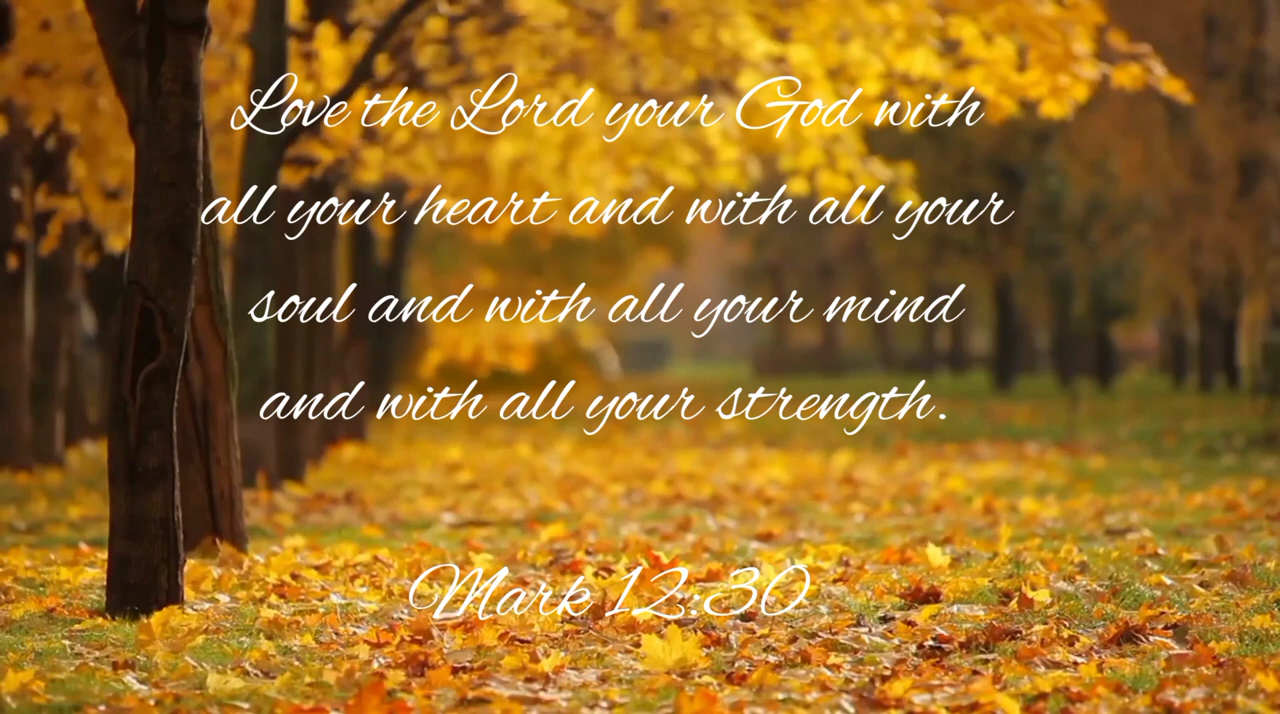 Love the Lord your God with
all your heart and with all your
soul and with all your mind
and with all your strength.
Mark 12:30